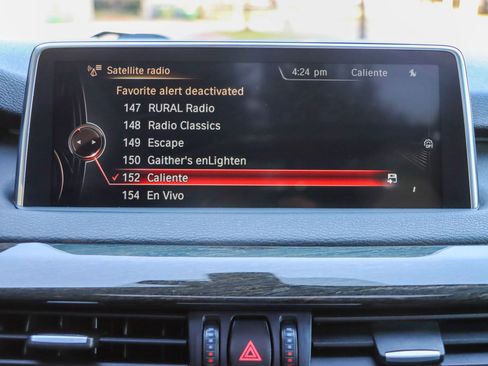 Satellite radio 4:24 pm Caliente
Favorite alert deactivated
147 RURAL Radio
148 Radio Classics
149 Escape
150 Gaither's enLighten
152 Caliente
154 En Vivo